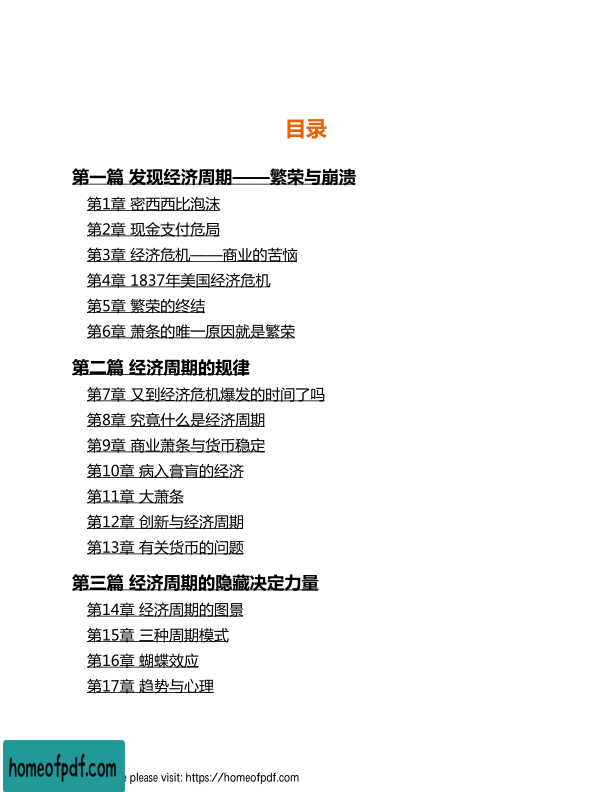 目录
第一篇 发现经济周期——繁荣与崩溃
第1章 密西西比泡沫
第2章 现金支付危局
第3章 经济危机——商业的苦恼
第4章 1837年美国经济危机
第5章 繁荣的终结
第6章 萧条的唯一原因就是繁荣
第二篇 经济周期的规律
第7章 又到经济危机爆发的时间了吗
第8章 究竟什么是经济周期
第9章 商业萧条与货币稳定
第10章 病入膏肓的经济
第11章 大萧条
第12章 创新与经济周期
第13章 有关货币的问题
第三篇 经济周期的隐藏决定力量
第14章 经济周期的图景
第15章 三种周期模式
第16章 蝴蝶效应
第17章 趋势与心理
homeofpdf.com
e please visit: https://homeofpdf.com